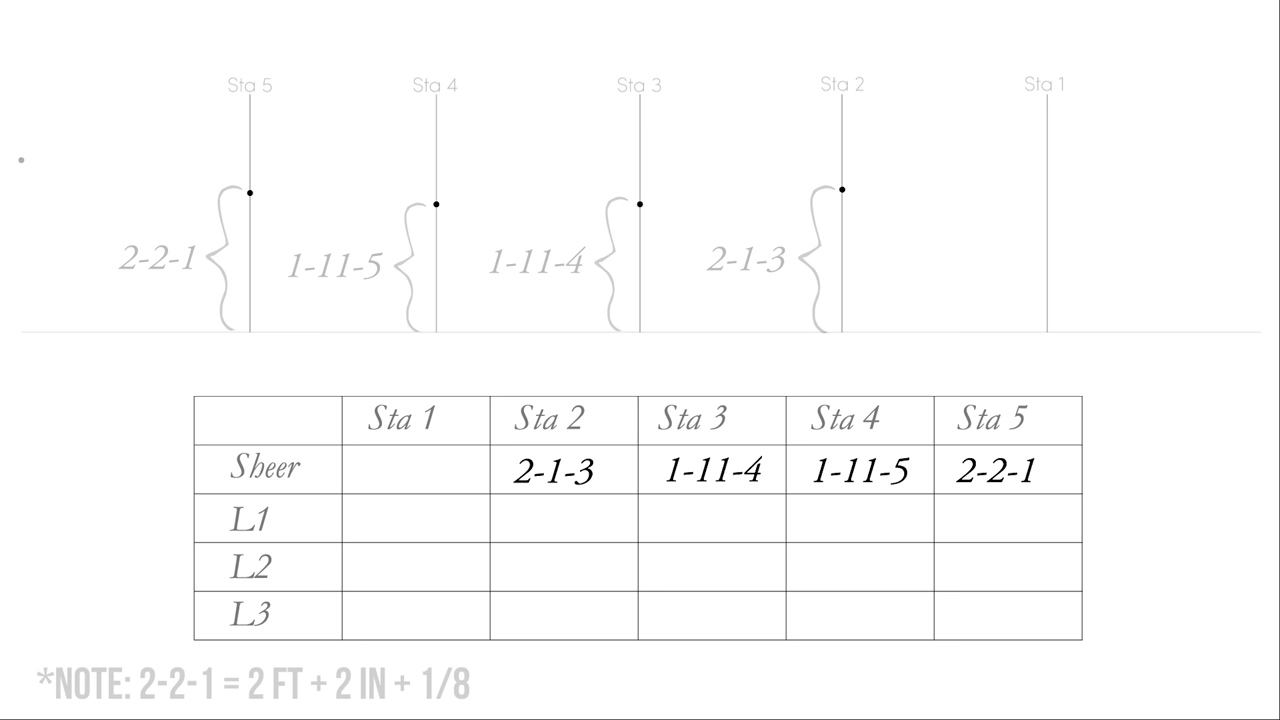 Sta 5 Sta 4 Sta 3 Sta 2 Sta 1
2-2-1 1-11-5 1-11-4 2-1-3
Sta 1 Sta 2 Sta 3 Sta 4 Sta 5
Sheer 2-1-3 1-11-4 1-11-5 2-2-1
L1
L2
L3
*NOTE: 2-2-1 = 2 FT + 2 IN + 1/8